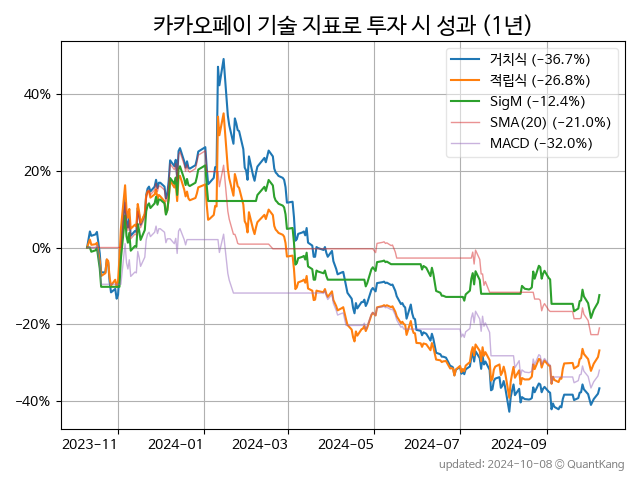 카카오페이 기술 지표로 투자 시 성과 (1년)
거치식 (−36.7%)
적립식 (−26.8%)
SigM (−12.4%)
SMA(20) (−21.0%)
MACD (−32.0%)
40%
20%
0%
−20%
−40%
2023-11 2024-01 2024-03 2024-05 2024-07 2024-09
updated: 2024-10-08 © QuantKang